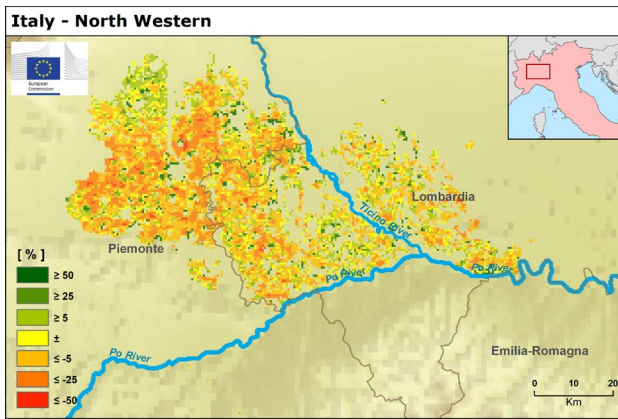 Italy - North Western
European
Commission
Ticino River
Lombardia
Piemonte
[ % ]
≥ 50
≥ 25
≥ 5
±
≤ -5
≤ -25
≤ -50
Po River
Po River
Po River
Emilia-Romagna
0 10 20
Km